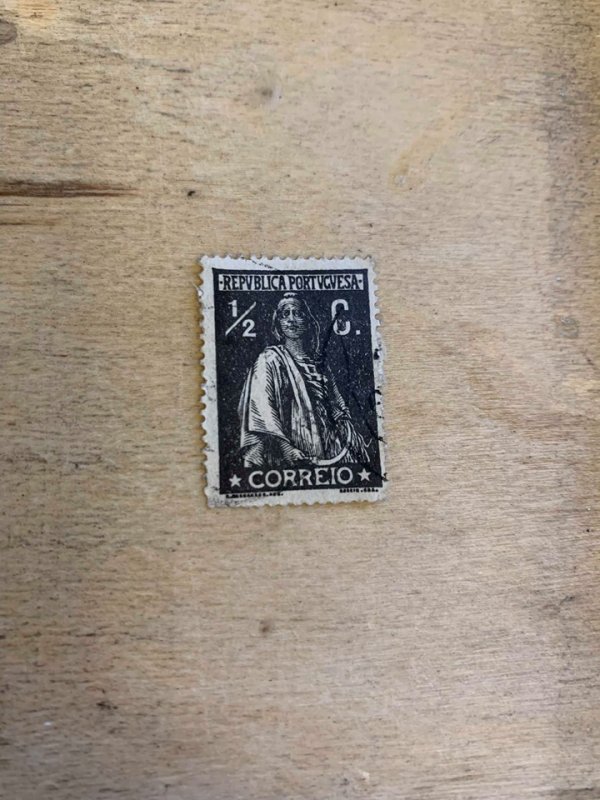 ·REPVBLICA PORTVGVESA·
1/2 C.
★ CORREIO ★